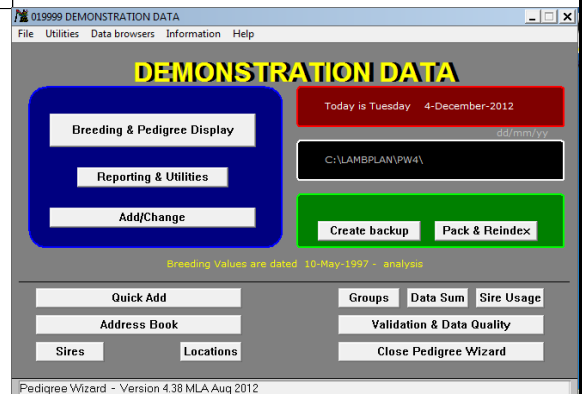 019999 DEMONSTRATION DATA
File Utilities Data browsers Information Help
DEMONSTRATION DATA
Today is Tuesday 4-December-2012
dd/mm/yy
Breeding & Pedigree Display
C:\LAMBPLAN\PW4\
Reporting & Utilities
Add/Change
Create backup Pack & Reindex
Breeding Values are dated 10-May-1997 - analysis
Quick Add Groups Data Sum Sire Usage
Address Book Validation & Data Quality
Sires Locations Close Pedigree Wizard
Pedigree Wizard - Version 4.38 MLA Aug 2012